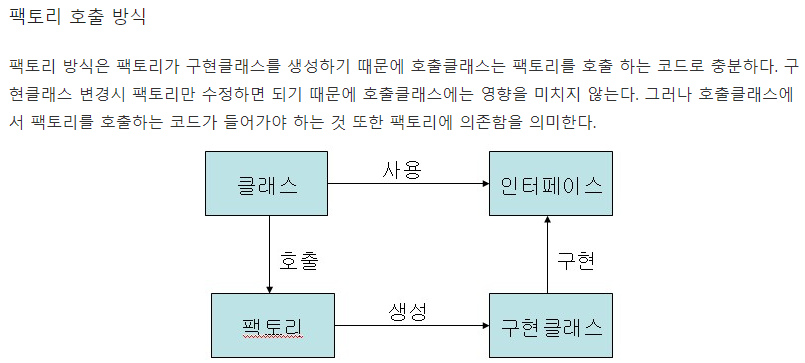 팩토리 호출 방식
팩토리 방식은 팩토리가 구현클래스를 생성하기 때문에 호출클래스는 팩토리를 호출 하는 코드로 충분하다. 구
현클래스 변경시 팩토리만 수정하면 되기 때문에 호출클래스에는 영향을 미치지 않는다. 그러나 호출클래스에
서 팩토리를 호출하는 코드가 들어가야 하는 것 또한 팩토리에 의존함을 의미한다.
클래스
사용
인터페이스
호출
구현
팩토리
생성
구현클래스